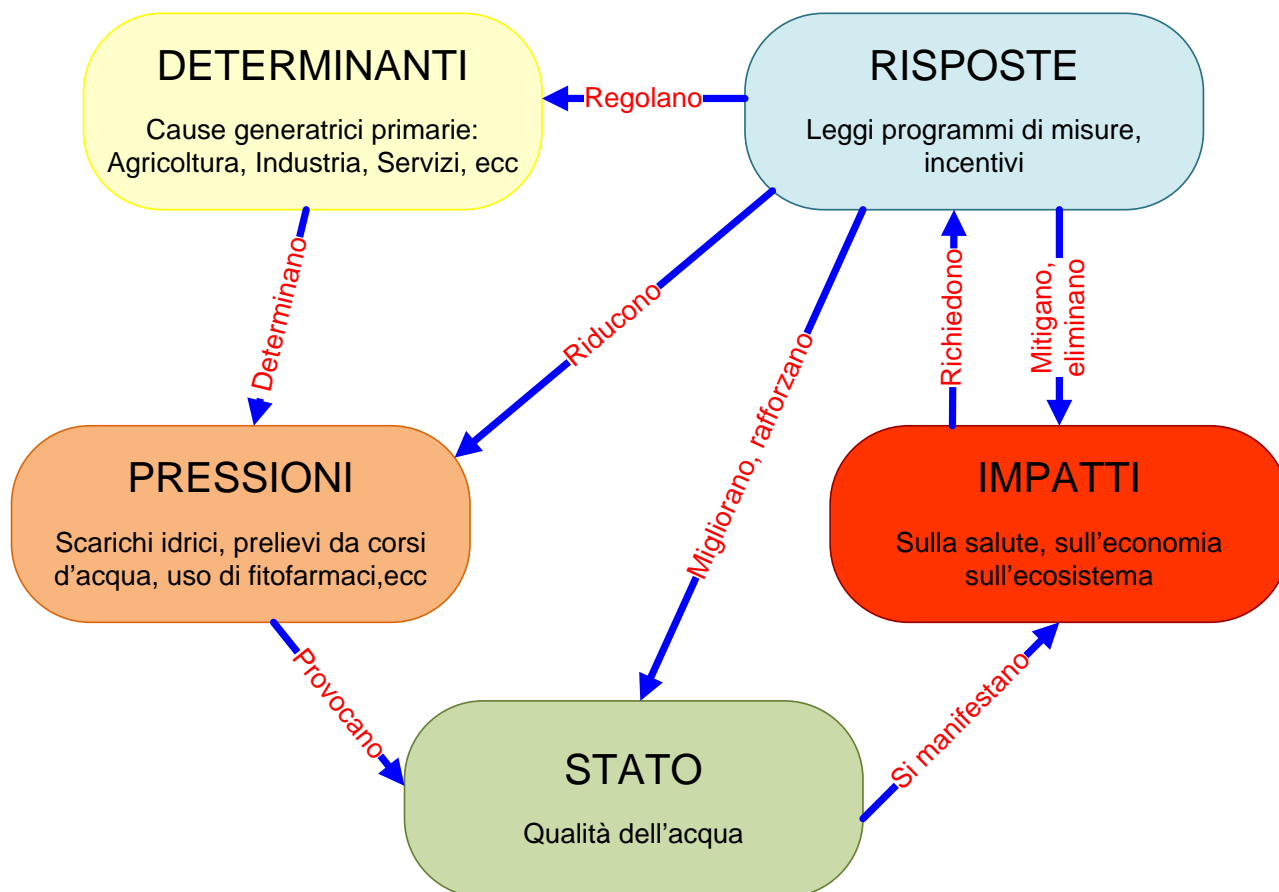 DETERMINANTI
Cause generatrici primarie:
Agricoltura, Industria, Servizi, ecc
Regolano
RISPOSTE
Leggi programmi di misure,
incentivi
Determinano
Riducono
Migliorano, rafforzano
Richiedono
Mitigano,
eliminano
PRESSIONI
Scarichi idrici, prelievi da corsi
d'acqua, uso di fitofarmaci,ecc
IMPATTI
Sulla salute, sull'economia
sull'ecosistema
Provocano
Si manifestano
STATO
Qualità dell'acqua